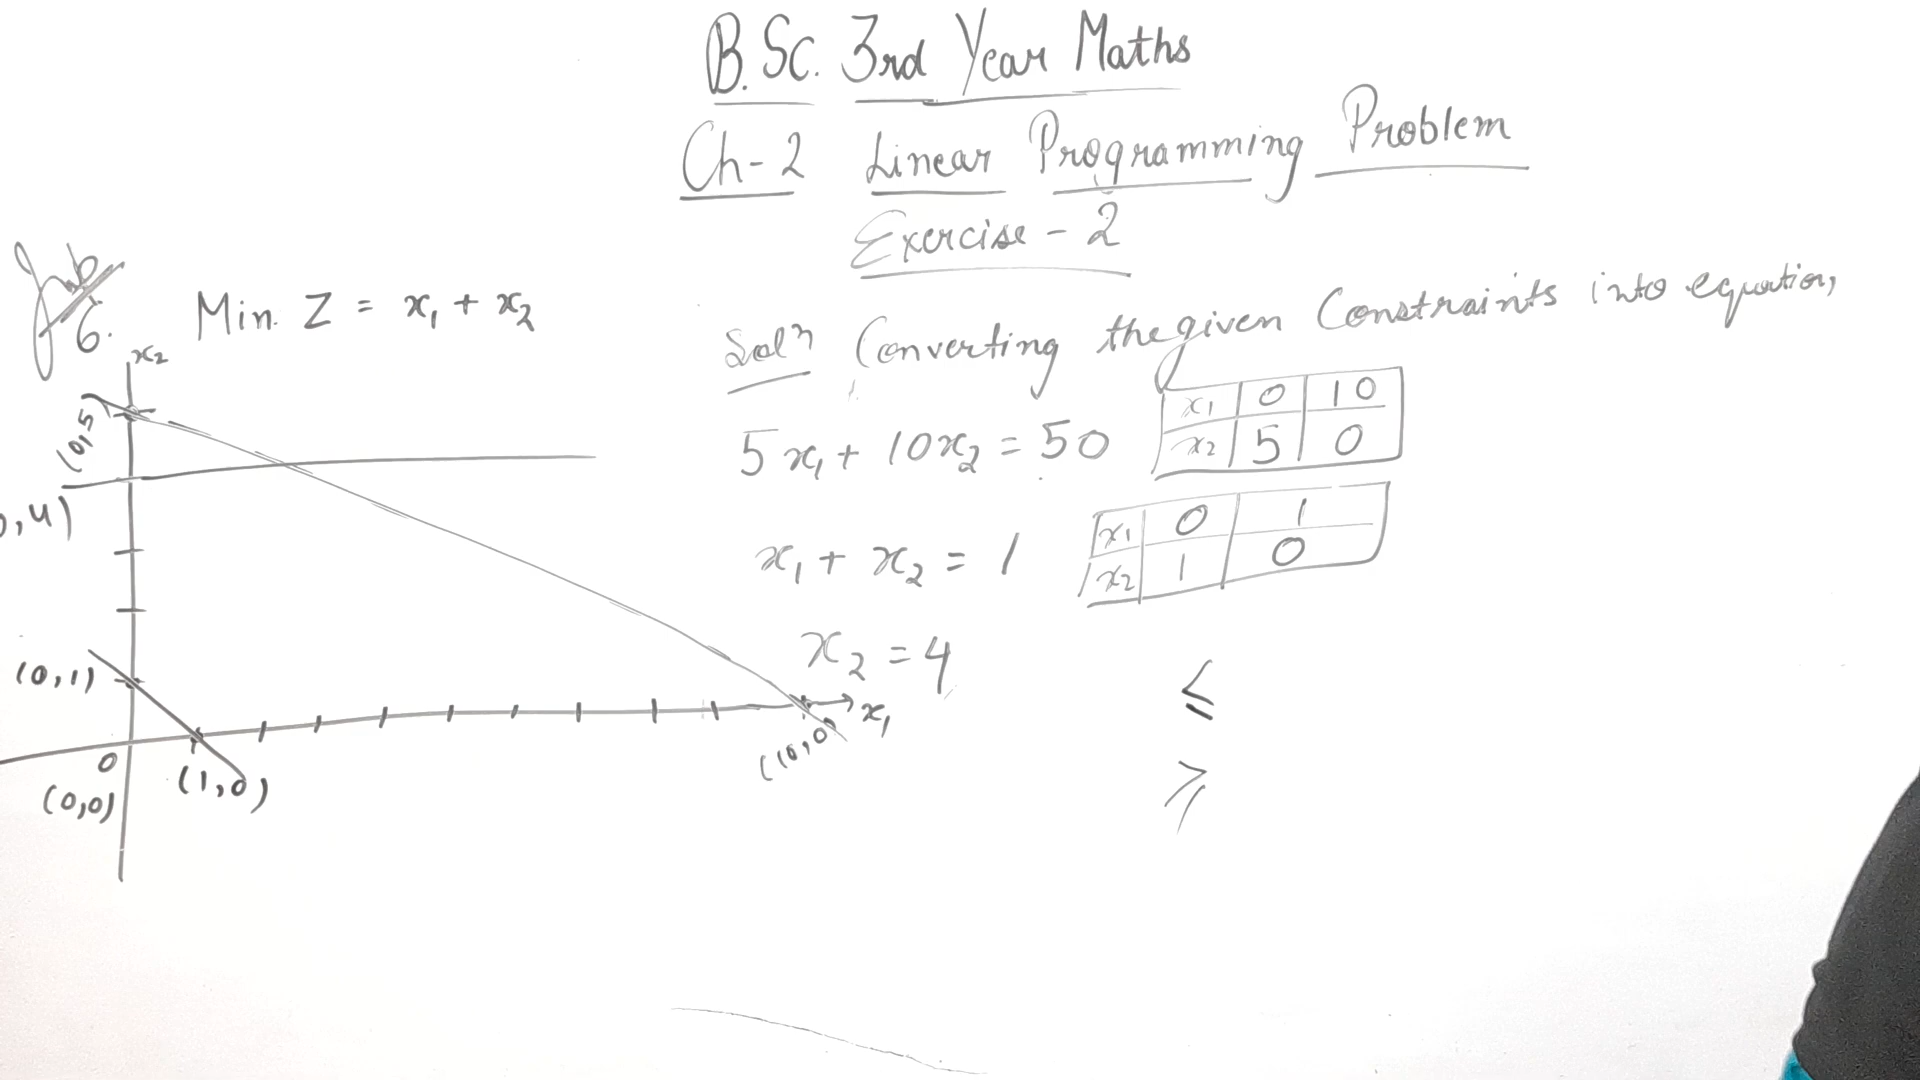 B.Sc. 3rd Year Maths
Ch-2 Linear Programming Problem
Exercise - 2
6. Min. Z = x₁ + x₂
Solⁿ Converting the given Constraints into equation,
5x₁ + 10x₂ = 50
x₁ 0 10
x₂ 5 0
x₁ + x₂ = 1
x₁ 0 1
x₂ 1 0
x₂ = 4
≤
≥
x₂
(0,5)
,4)
(0,1)
0
(0,0)
(1,0)
(10,0)
x₁